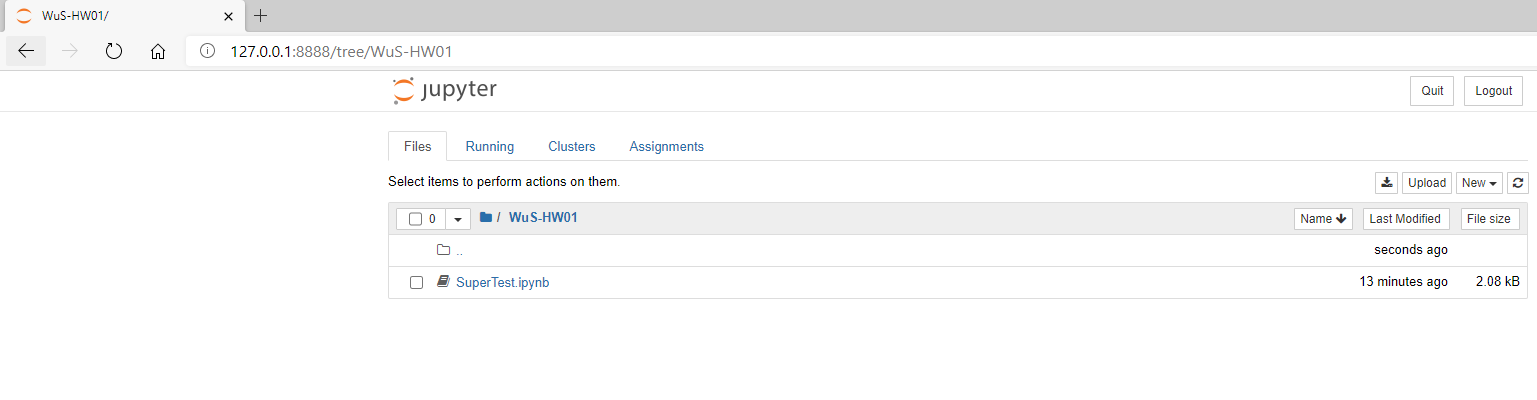 WuS-HW01/
127.0.0.1:8888/tree/WuS-HW01
jupyter
Quit Logout
Files Running Clusters Assignments
Select items to perform actions on them.
Upload New
0 / WuS-HW01 Name Last Modified File size
.. seconds ago
SuperTest.ipynb 13 minutes ago 2.08 kB